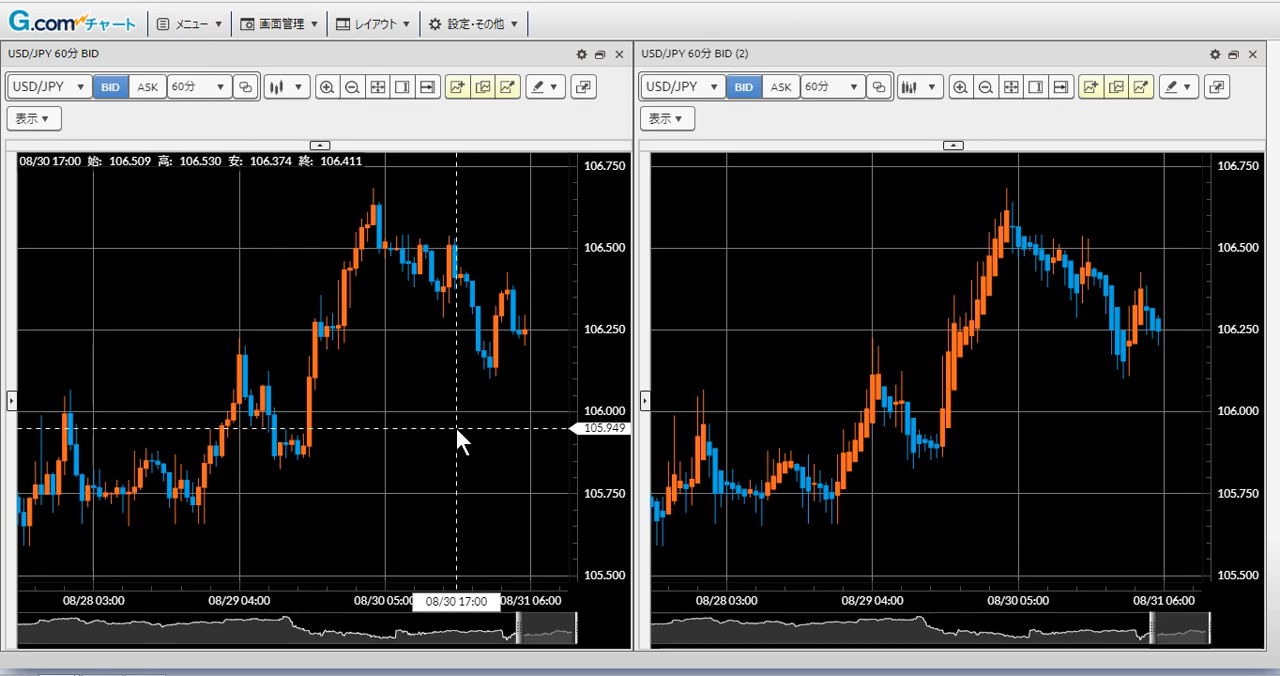 G.comチャート メニュー ▼ 画面管理 ▼ レイアウト ▼ 設定・その他 ▼
USD/JPY 60分 BID
USD/JPY ▼ BID ASK 60分 ▼
表示 ▼
08/30 17:00 始: 106.509 高: 106.530 安: 106.374 終: 106.411
106.750
106.500
106.250
106.000
105.949
105.750
105.500
08/28 03:00 08/29 04:00 08/30 05:00 08/30 17:00 08/31 06:00
USD/JPY 60分 BID (2)
USD/JPY ▼ BID ASK 60分 ▼
表示 ▼
106.750
106.500
106.250
106.000
105.750
105.500
08/28 03:00 08/29 04:00 08/30 05:00 08/31 06:00